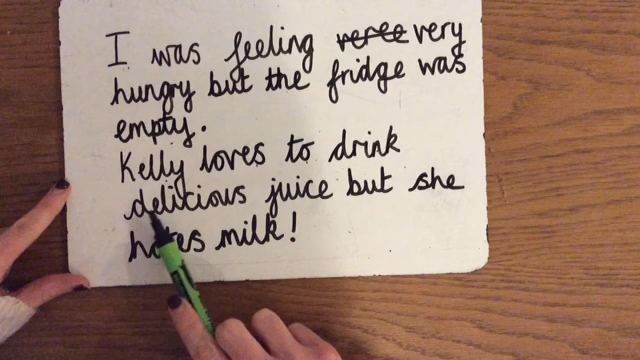 I was feeling veree very
hungry but the fridge was
empty.
Kelly loves to drink
delicious juice but she
hates milk!